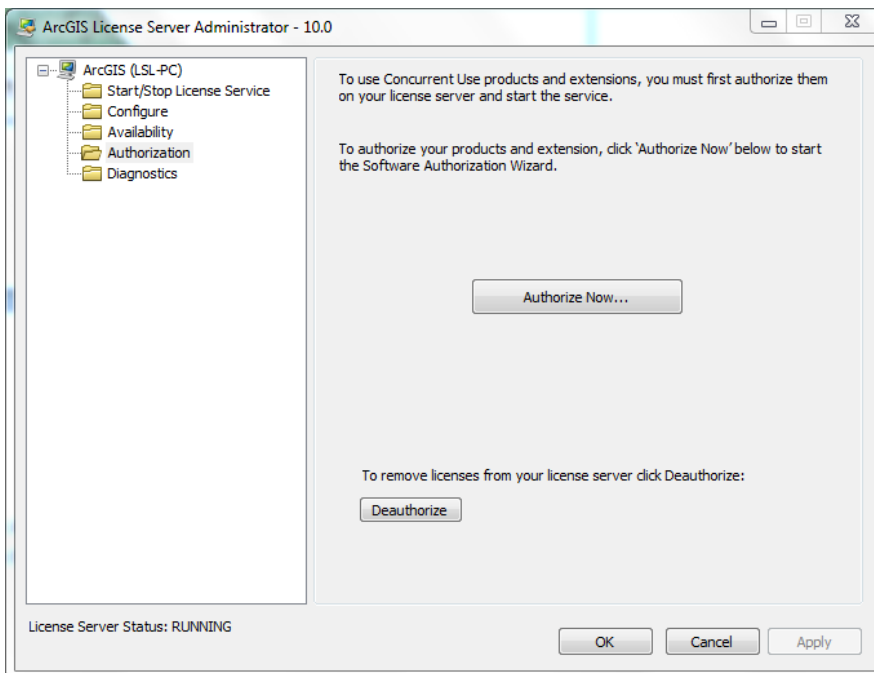 ArcGIS License Server Administrator - 10.0
ArcGIS (LSL-PC)
Start/Stop License Service
Configure
Availability
Authorization
Diagnostics
To use Concurrent Use products and extensions, you must first authorize them
on your license server and start the service.
To authorize your products and extension, click ‘Authorize Now’ below to start
the Software Authorization Wizard.
Authorize Now...
To remove licenses from your license server click Deauthorize:
Deauthorize
License Server Status: RUNNING
OK
Cancel
Apply